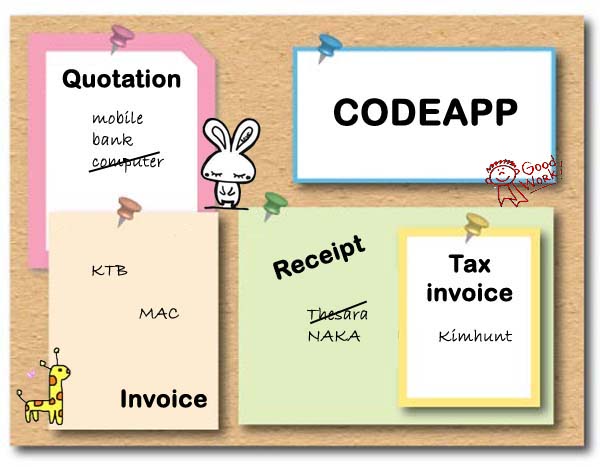 Quotation
mobile
bank
computer
CODEAPP
Good
Work!!
KTB
MAC
Invoice
Receipt
Thesara
NAKA
Tax
invoice
Kimhunt